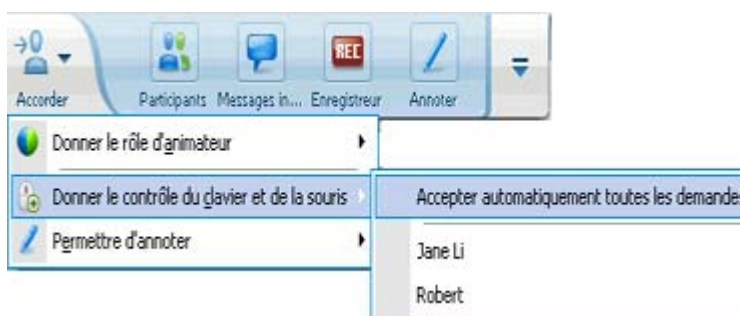 REC
Accorder Participants Messages in... Enregistreur Annoter
Donner le rôle d'animateur
Donner le contrôle du clavier et de la souris
Accepter automatiquement toutes les demandes
Permettre d'annoter
Jane Li
Robert